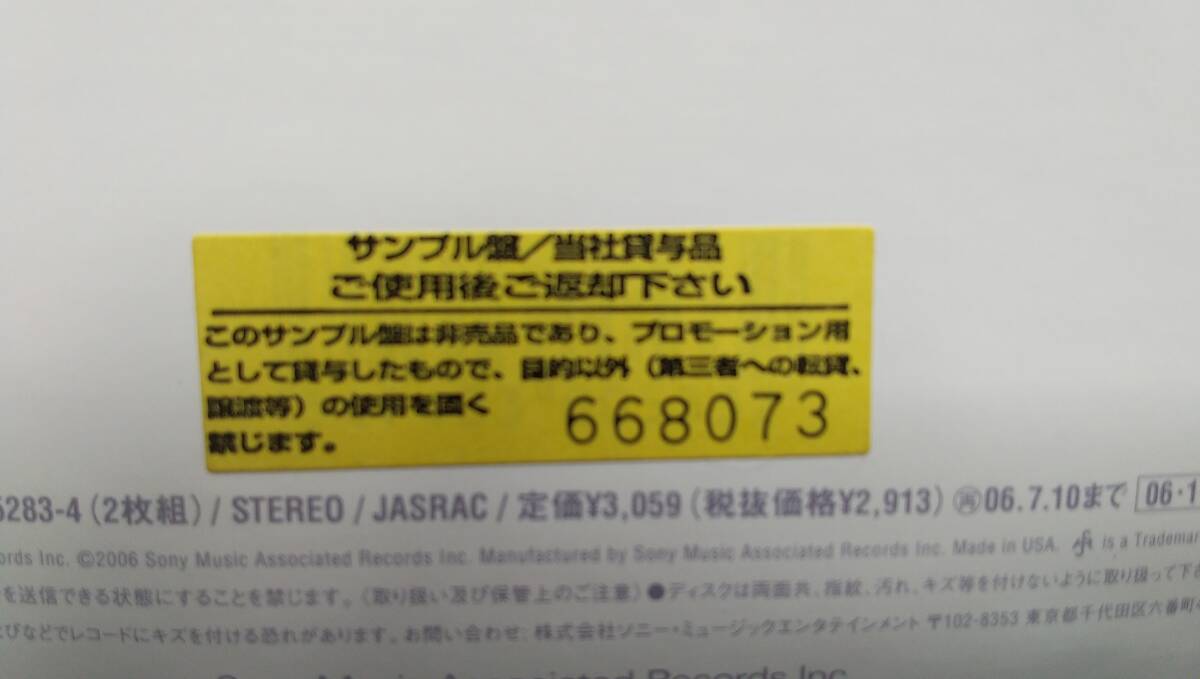 サンプル盤/当社貸与品
ご使用後ご返却下さい
このサンプル盤は非売品であり、プロモーション用
として貸与したもので、目的以外(第三者への転貸、
譲渡等)の使用を固く
禁じます。
668073
5283-4(2枚組)/STEREO/JASRAC/定価¥3,059(税抜価格¥2,913)㊢06.7.10まで 06・1
ords Inc. ©2006 Sony Music Associated Records Inc. Manufactured by Sony Music Associated Records Inc. Made in USA. is a Trademar
を送信できる状態にすることを禁じます。〈取り扱い及び保管上のご注意〉●ディスクは両面共、指紋、汚れ、キズ等を付けないように取り扱って下さ
びなどでレコードにキズを付ける恐れがあります。お問い合わせ:株式会社ソニー・ミュージックエンタテインメント 〒102-8353 東京都千代田区六番町
Sony Music Associated Records Inc.